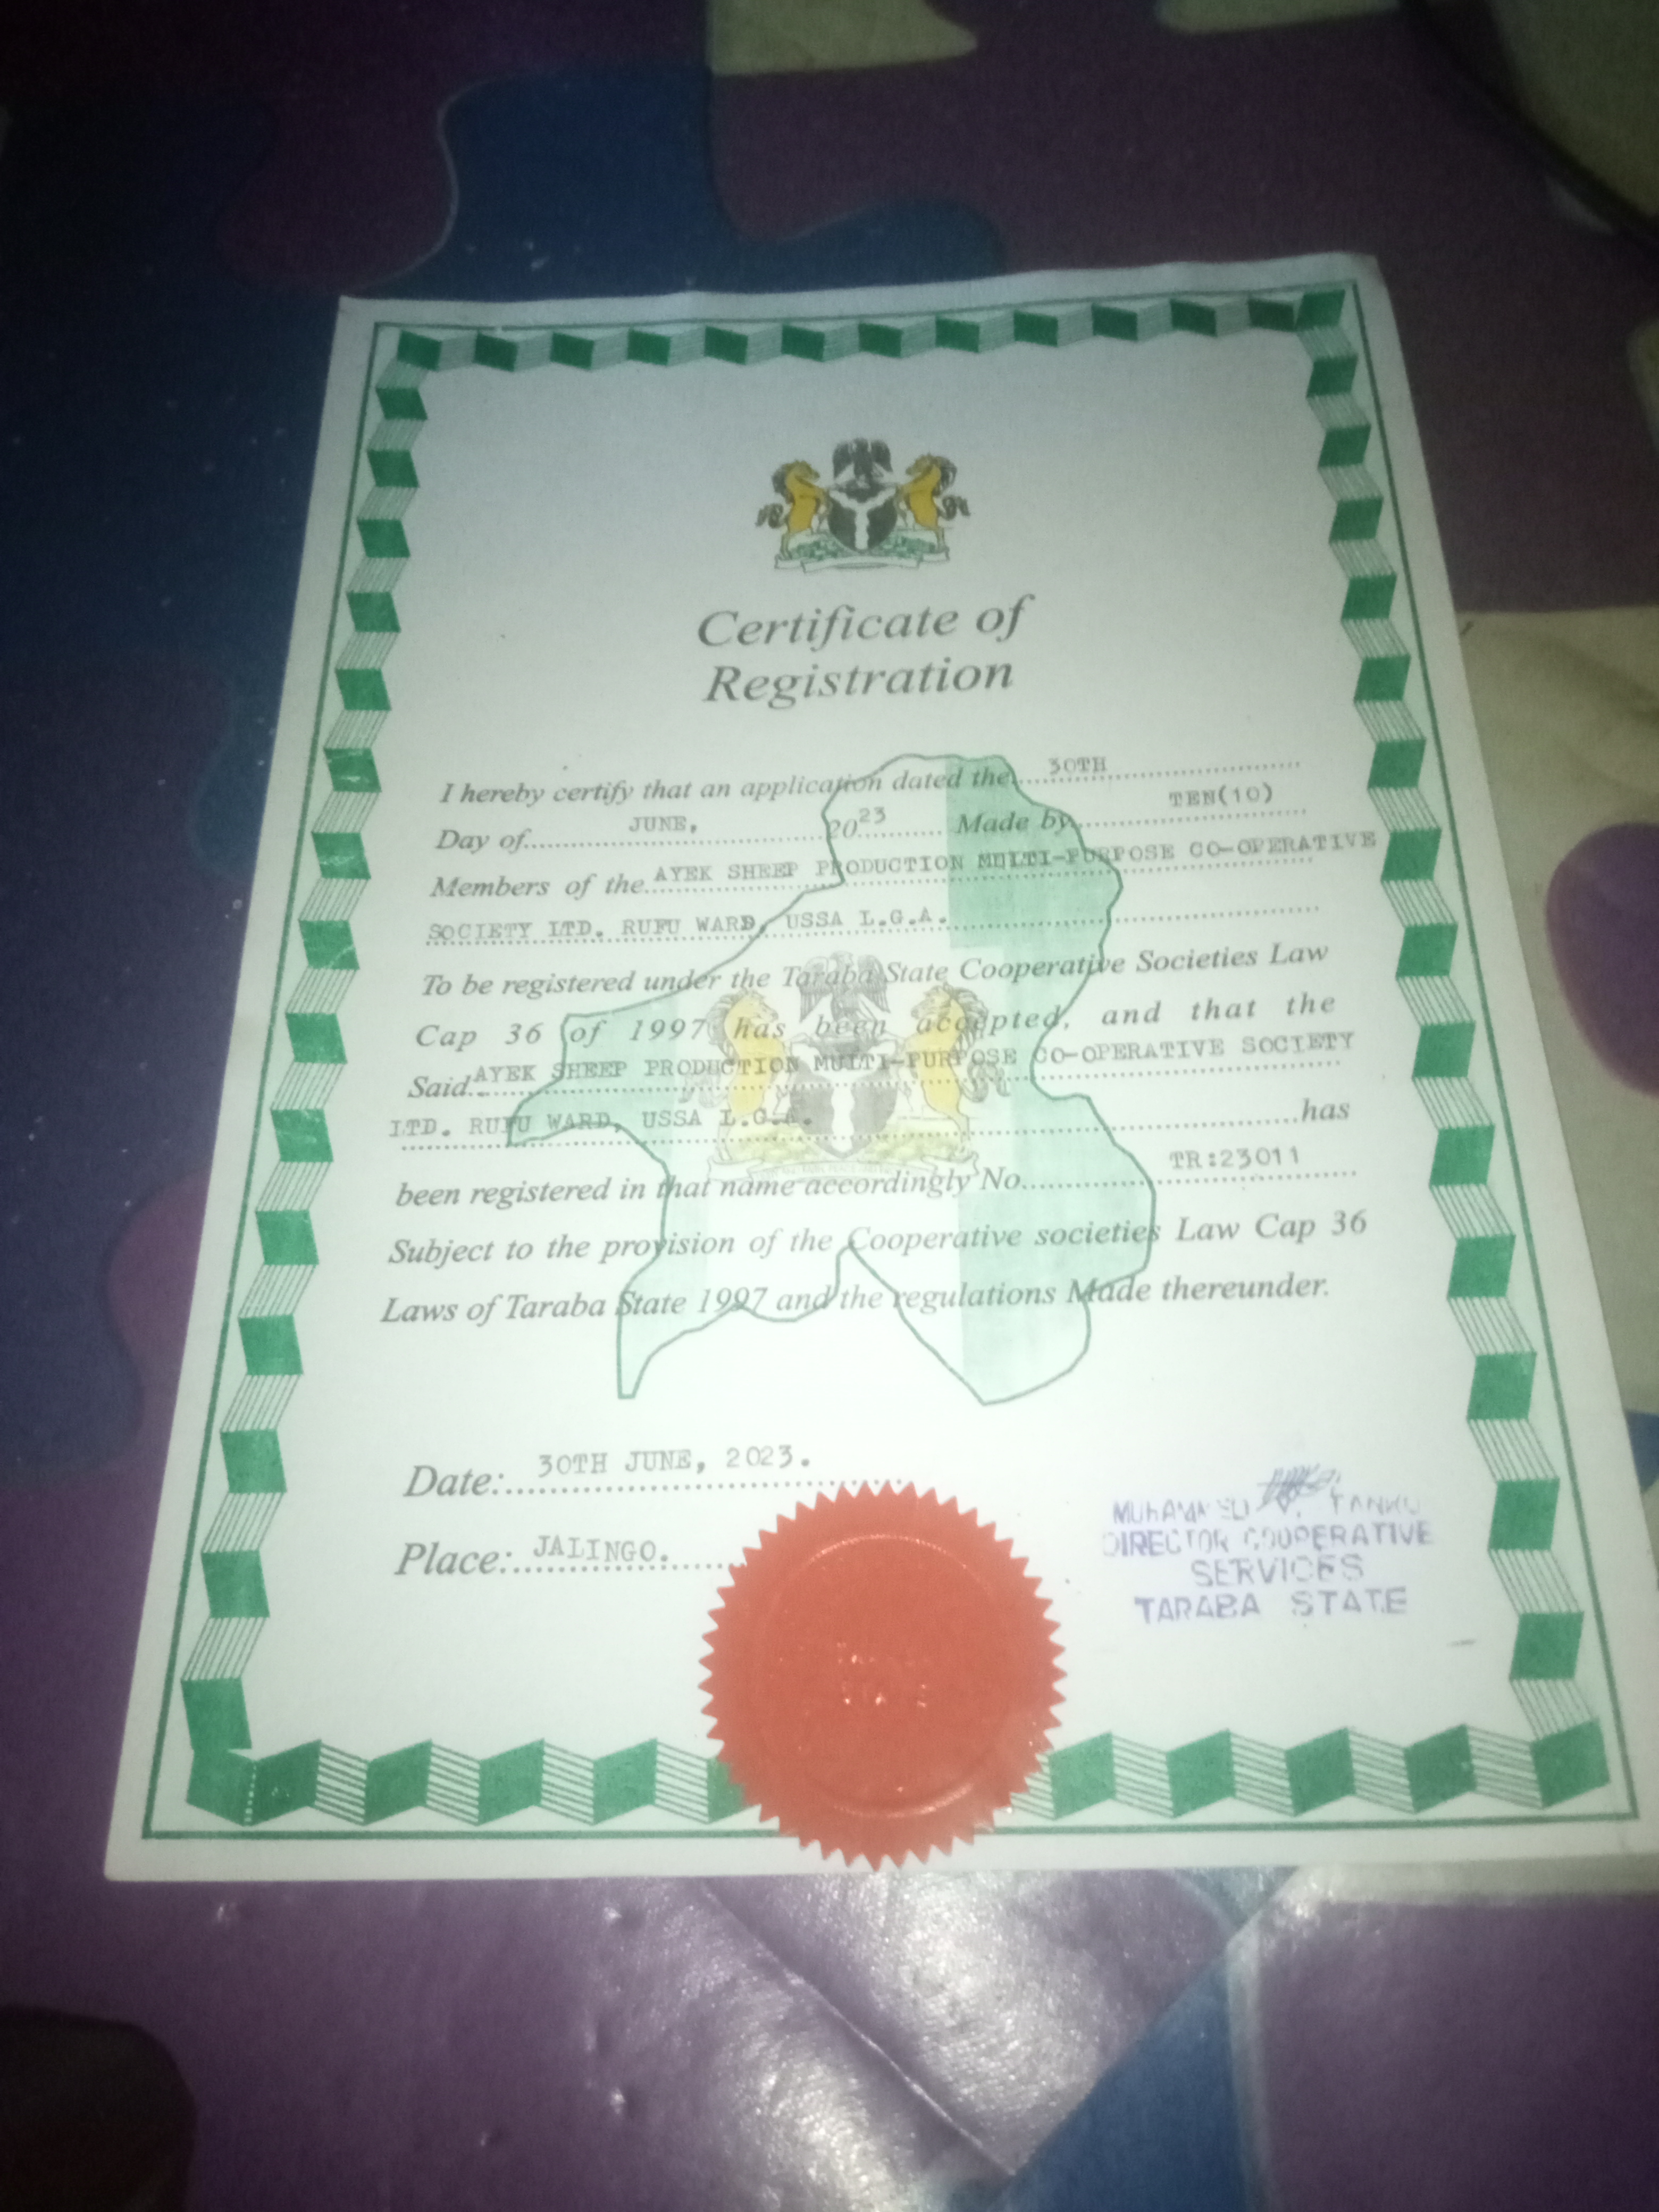 Certificate of
Registration
I hereby certify that an application dated the....30TH....................
Day of..............JUNE,..............2023.......... Made by.........TEN(10)......
Members of the..AYEK SHEEP PRODUCTION MULTI-PURPOSE CO-OPERATIVE
SOCIETY LTD. RUFU WARD, USSA L.G.A...............................
To be registered under the Taraba State Cooperative Societies Law
Cap 36 of 1997 has been accepted, and that the
Said..AYEK SHEEP PRODUCTION MULTI-PURPOSE CO-OPERATIVE SOCIETY
LTD. RUFU WARD, USSA L.G.A..................................has
been registered in that name accordingly No..............TR:23011......
Subject to the provision of the Cooperative societies Law Cap 36
Laws of Taraba State 1997 and the regulations Made thereunder.
Date:...30TH JUNE, 2023...........
Place:..JALINGO........
TANKO
DIRECTOR COOPERATIVE
SERVICES
TARABA STATE